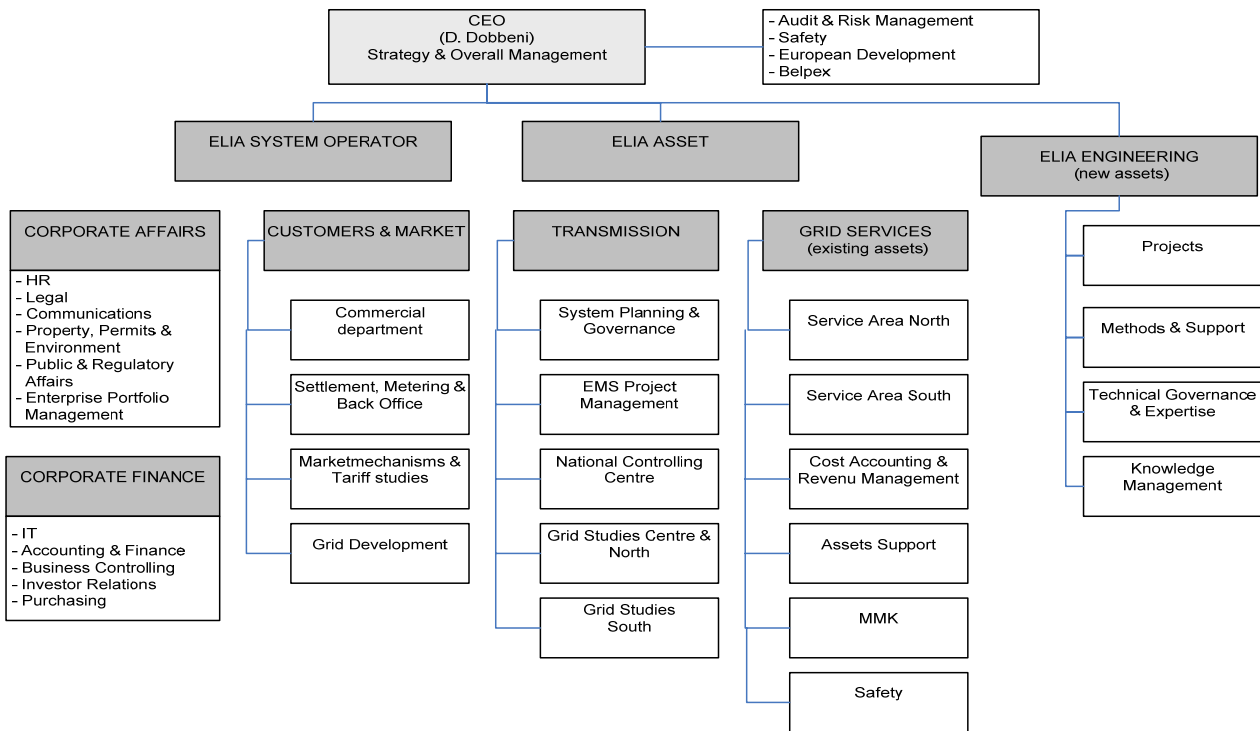 CEO
(D. Dobbeni)
Strategy & Overall Management
- Audit & Risk Management
- Safety
- European Development
- Belpex
ELIA SYSTEM OPERATOR
ELIA ASSET
ELIA ENGINEERING
(new assets)
CORPORATE AFFAIRS
- HR
- Legal
- Communications
- Property, Permits &
Environment
- Public & Regulatory
Affairs
- Enterprise Portfolio
Management
CORPORATE FINANCE
- IT
- Accounting & Finance
- Business Controlling
- Investor Relations
- Purchasing
CUSTOMERS & MARKET
Commercial
department
Settlement, Metering &
Back Office
Marketmechanisms &
Tariff studies
Grid Development
TRANSMISSION
System Planning &
Governance
EMS Project
Management
National Controlling
Centre
Grid Studies Centre &
North
Grid Studies
South
GRID SERVICES
(existing assets)
Service Area North
Service Area South
Cost Accounting &
Revenu Management
Assets Support
MMK
Safety
Projects
Methods & Support
Technical Governance
& Expertise
Knowledge
Management